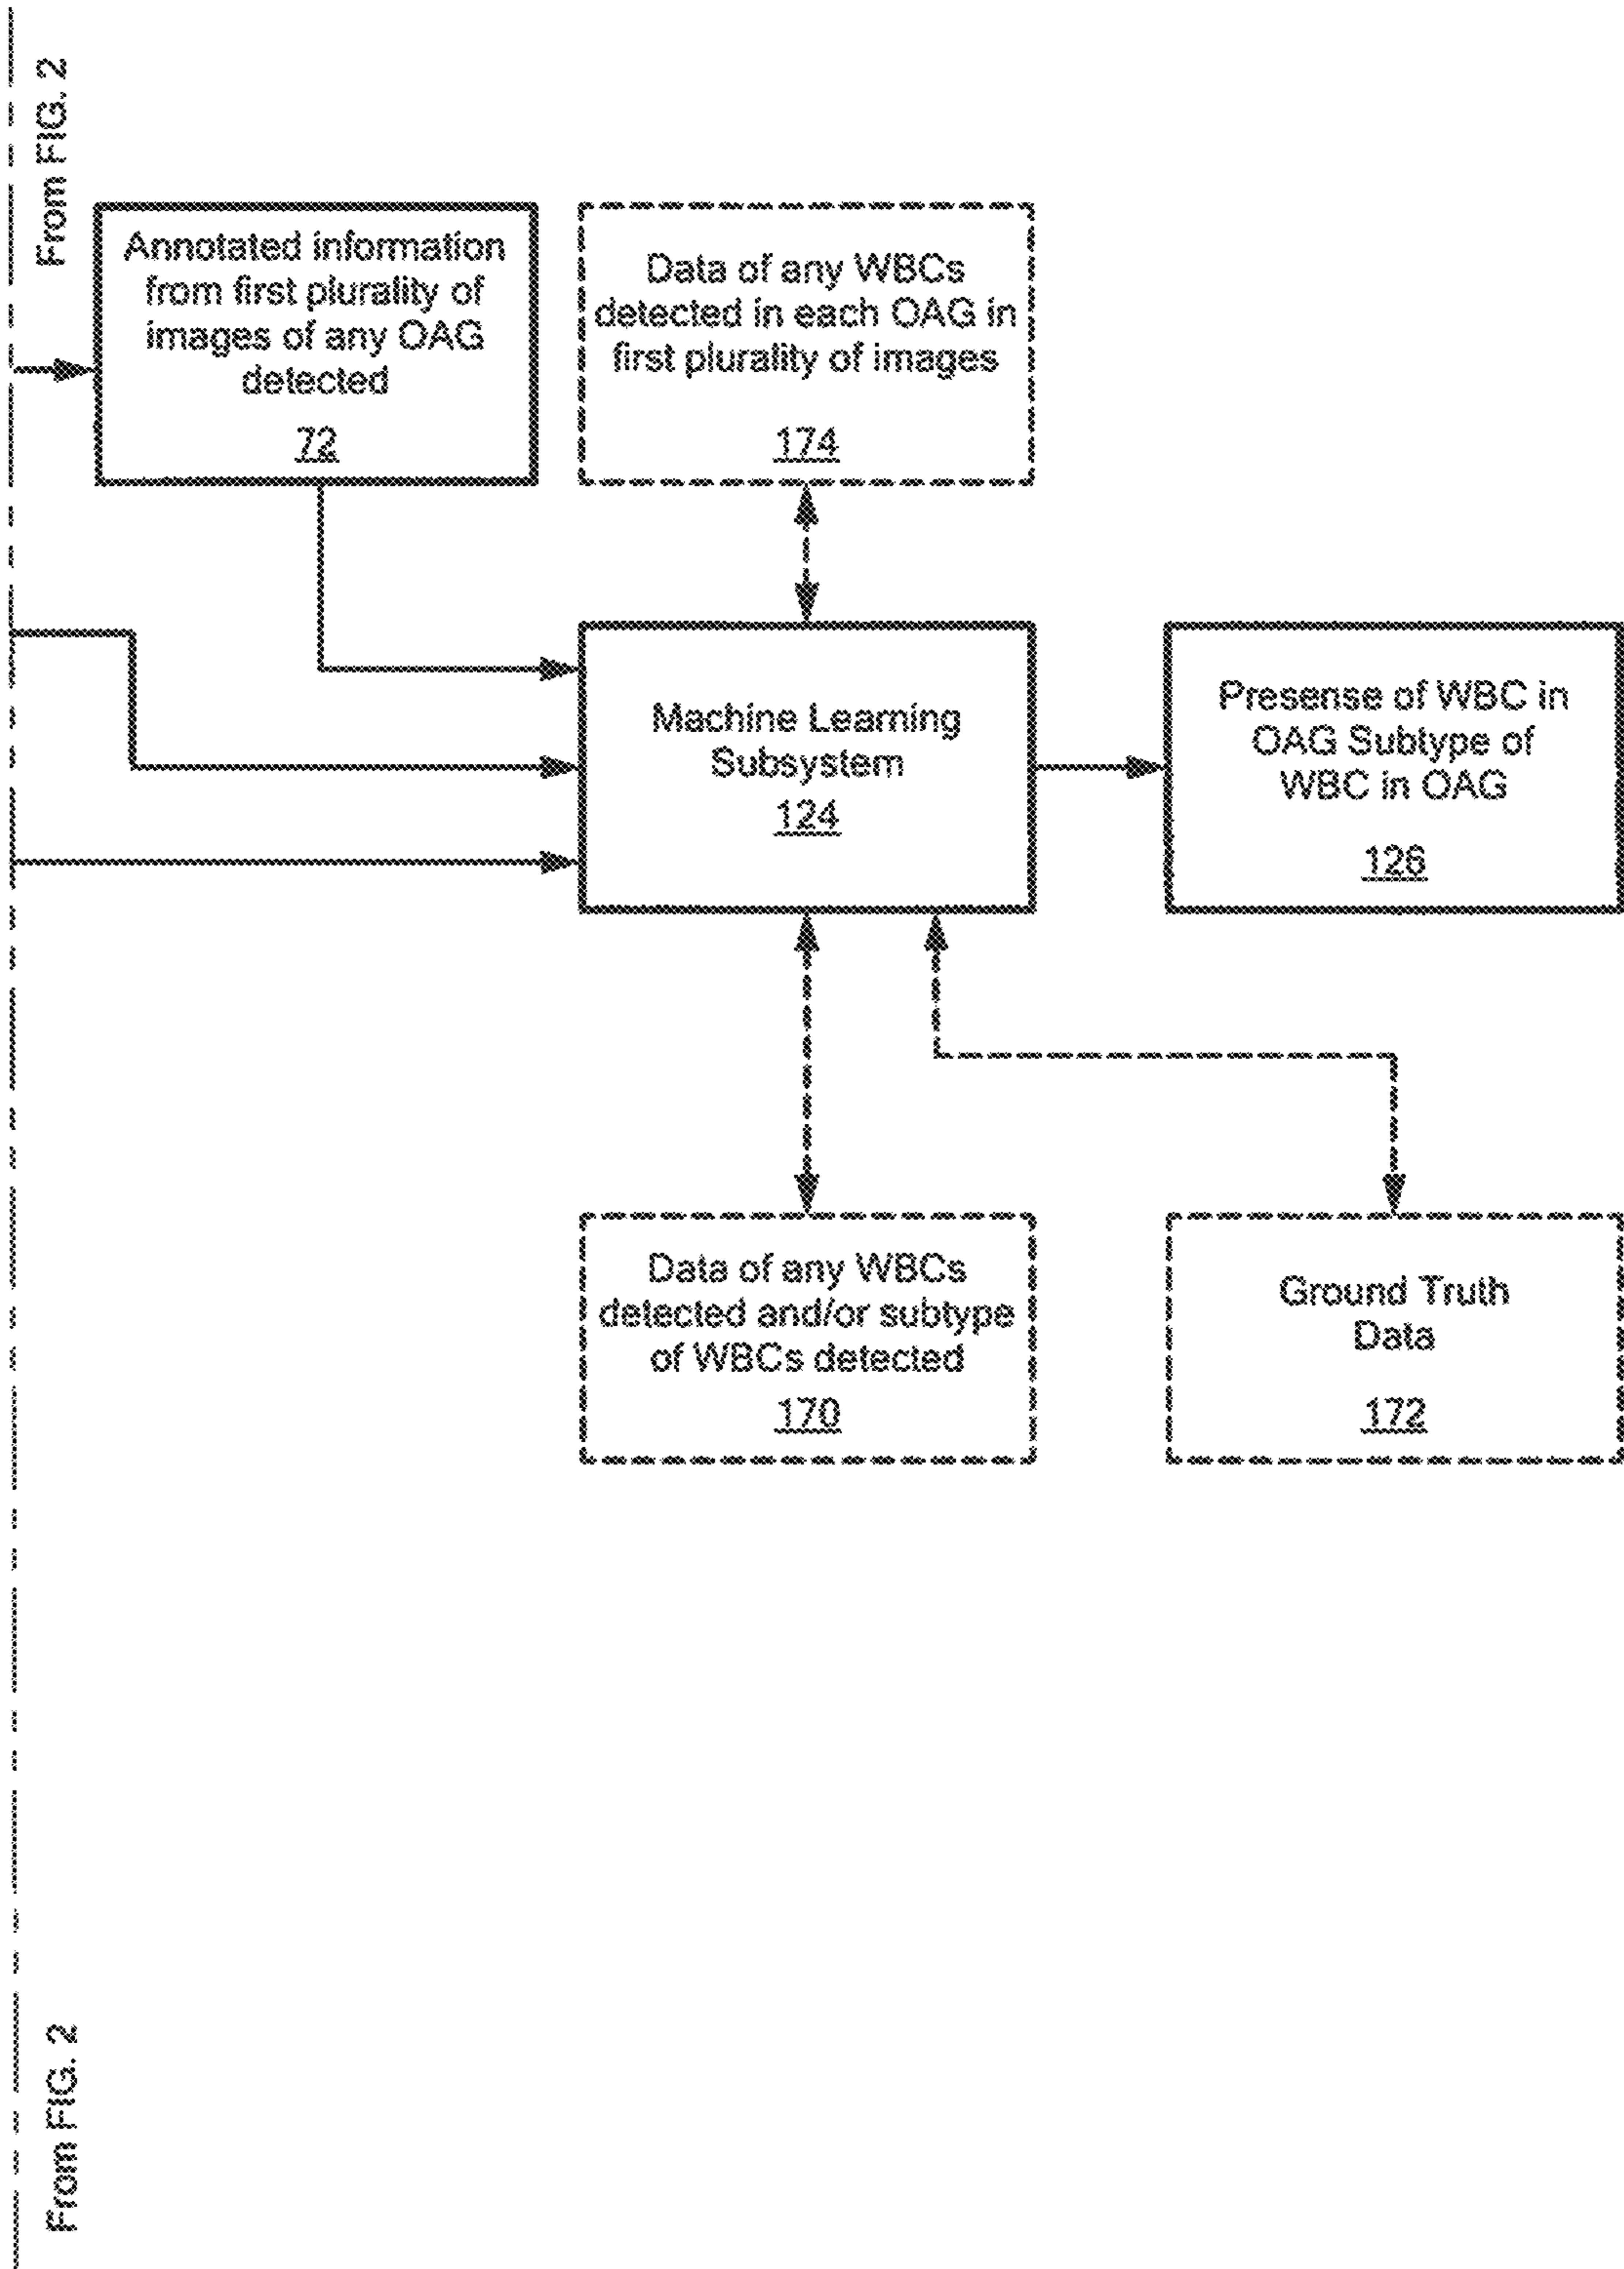 From FIG. 2
Annotated information
from first plurality of
images of any OAG
detected
72
Data of any WBCs
detected in each OAG in
first plurality of images
174
Machine Learning
Subsystem
124
Presense of WBC in
OAG Subtype of
WBC in OAG
126
Data of any WBCs
detected and/or subtype
of WBCs detected
170
Ground Truth
Data
172
From FIG. 2